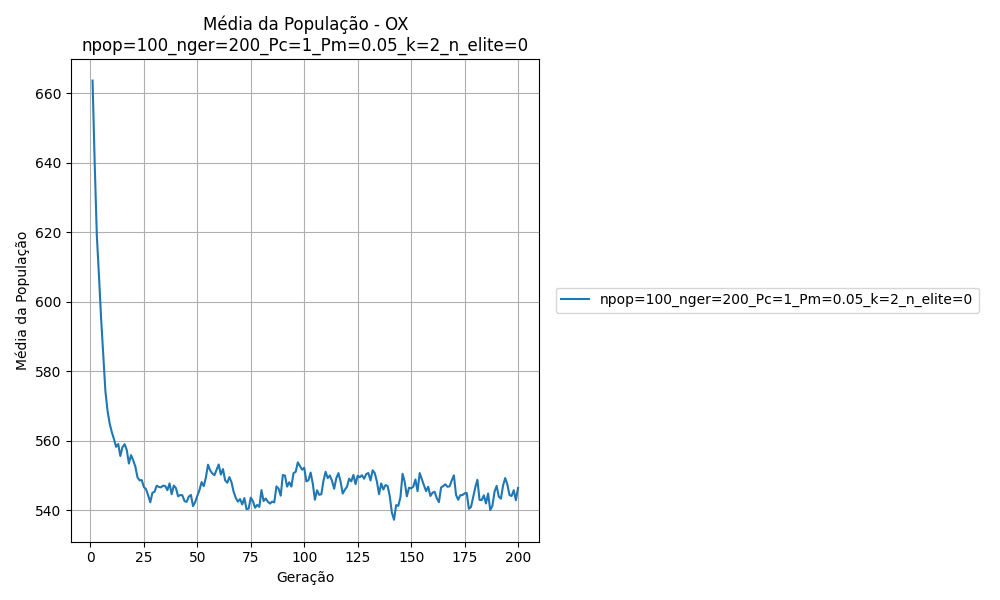 Média da População - OX
npop=100_nger=200_Pc=1_Pm=0.05_k=2_n_elite=0
660
640
620
600
580
560
540
Média da População
0 25 50 75 100 125 150 175 200
Geração
npop=100_nger=200_Pc=1_Pm=0.05_k=2_n_elite=0